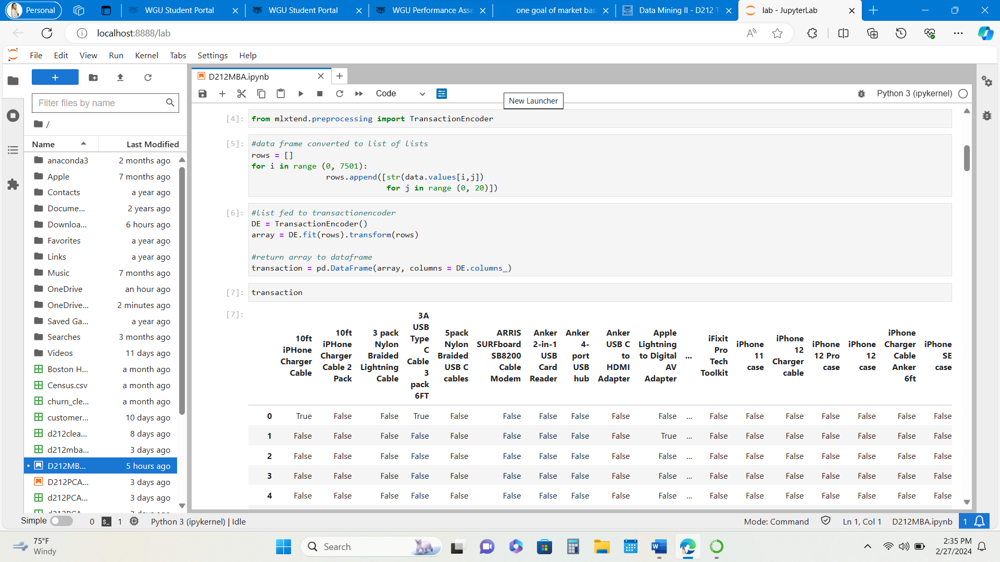 Personal
WGU Student Portal
WGU Student Portal
WGU Performance Asse
one goal of market bas
Data Mining II - D212 T
lab - JupyterLab
localhost:8888/lab
File Edit View Run Kernel Tabs Settings Help
D212MBA.ipynb
Code
New Launcher
Python 3 (ipykernel)
Filter files by name
/
Name Last Modified
anaconda3 2 months ago
Apple 7 months ago
Contacts a year ago
Docume... 2 years ago
Downloa... 6 hours ago
Favorites a year ago
Links a year ago
Music 7 months ago
OneDrive an hour ago
OneDrive... 2 minutes ago
Saved Ga... a year ago
Searches 3 months ago
Videos 11 days ago
Boston H... a month ago
Census.csv a month ago
churn_cle... a month ago
customer... 10 days ago
d212clea... 8 days ago
d212mba... 3 days ago
D212MB... 5 hours ago
D212PCA... 3 days ago
d212PCA... 3 days ago
[4]: from mlxtend.preprocessing import TransactionEncoder
[5]: #data frame converted to list of lists
rows = []
for i in range (0, 7501):
rows.append([str(data.values[i,j])
for j in range (0, 20)])
[6]: #list fed to transactionencoder
DE = TransactionEncoder()
array = DE.fit(rows).transform(rows)
#return array to dataframe
transaction = pd.DataFrame(array, columns = DE.columns_)
[7]: transaction
[7]:
10ft iPHone Charger Cable
10ft iPHone Charger Cable 2 Pack
3 pack Nylon Braided Lightning Cable
3A USB Type C Cable 3 pack 6FT
5pack Nylon Braided USB C cables
ARRIS SURFboard SB8200 Cable Modem
Anker 2-in-1 USB Card Reader
Anker 4-port USB hub
Anker USB C to HDMI Adapter
Apple Lightning to Digital AV Adapter
...
iFixit Pro Tech Toolkit
iPhone 11 case
iPhone 12 Charger cable
iPhone 12 Pro case
iPhone 12 case
iPhone Charger Cable Anker 6ft
iPhone SE case
0 True False False True False False False False False False ... False False False False False False False
1 False False False False False False False False False True ... False False False False False False False
2 False False False False False False False False False False ... False False False False False False False
3 False False False False False False False False False False ... False False False False False False False
4 False False False False False False False False False False ... False False False False False False False
Simple 0 $_ 1 Python 3 (ipykernel) | Idle
Mode: Command Ln 1, Col 1 D212MBA.ipynb 1
75°F
Windy
Search
2:35 PM
2/27/2024